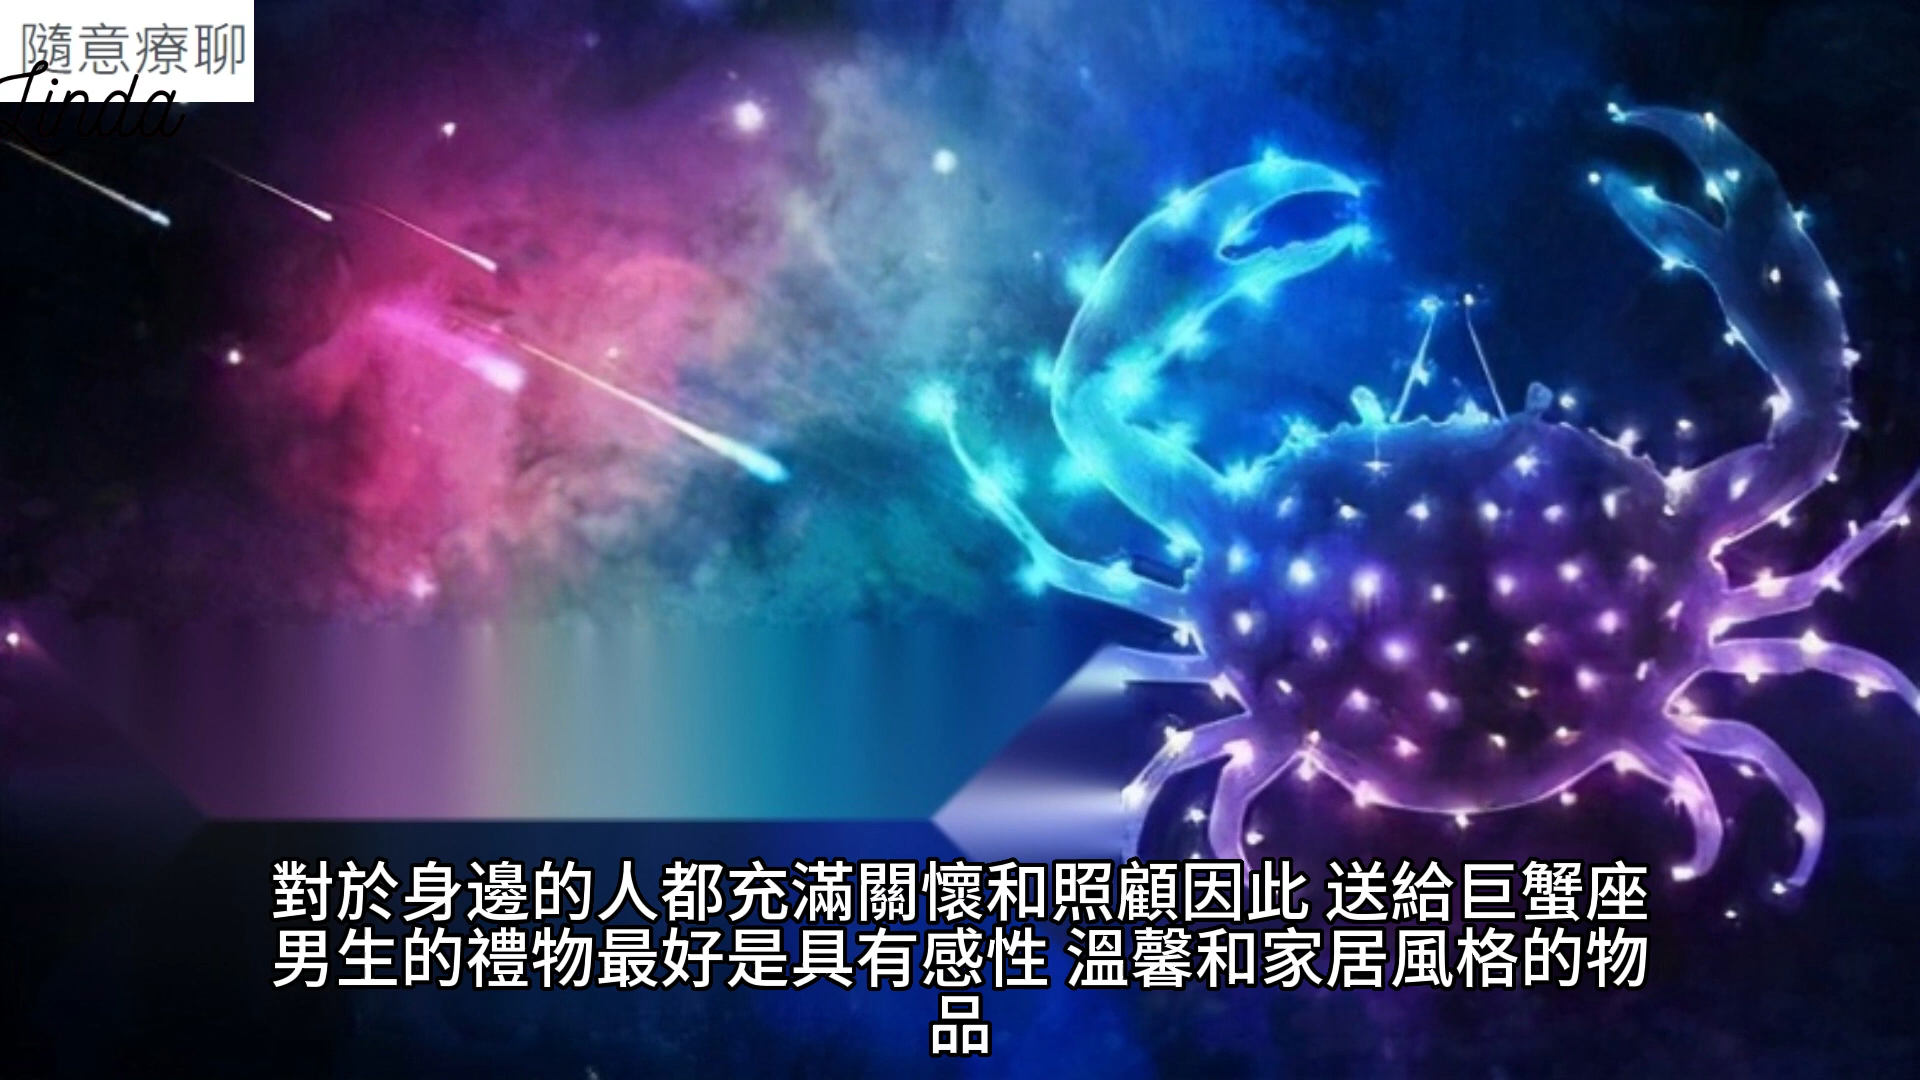 隨意療聊
Linda
對於身邊的人都充滿關懷和照顧因此 送給巨蟹座
男生的禮物最好是具有感性 溫馨和家居風格的物
品